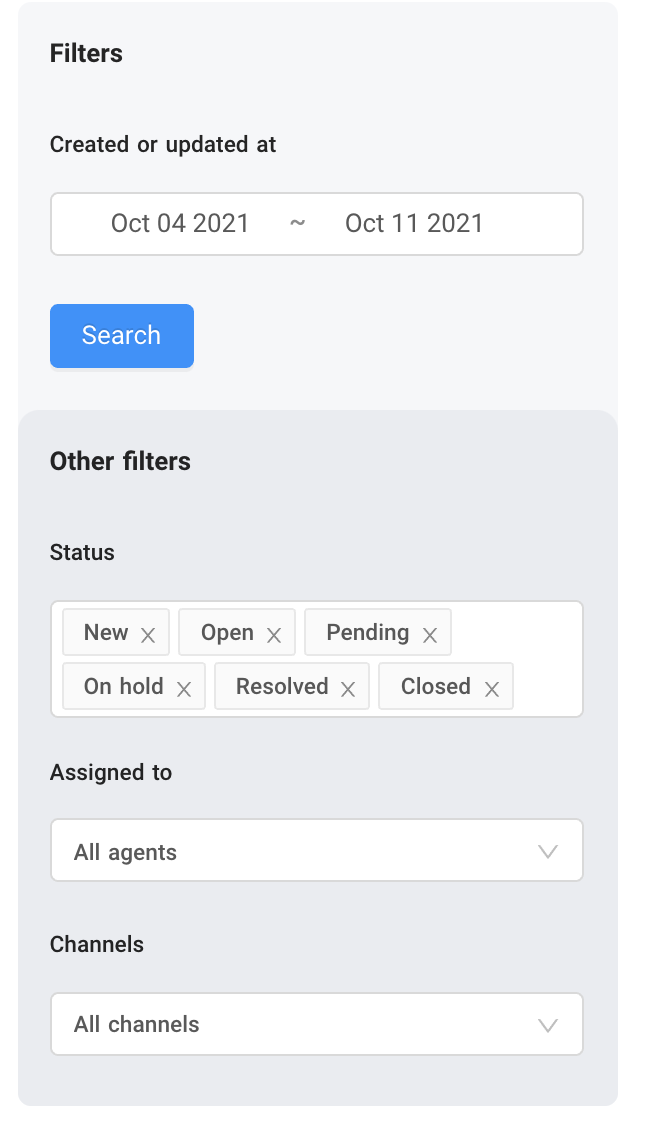 Filters
Created or updated at
Oct 04 2021 ~ Oct 11 2021
Search
Other filters
Status
New Open Pending
On hold Resolved Closed
Assigned to
All agents
Channels
All channels